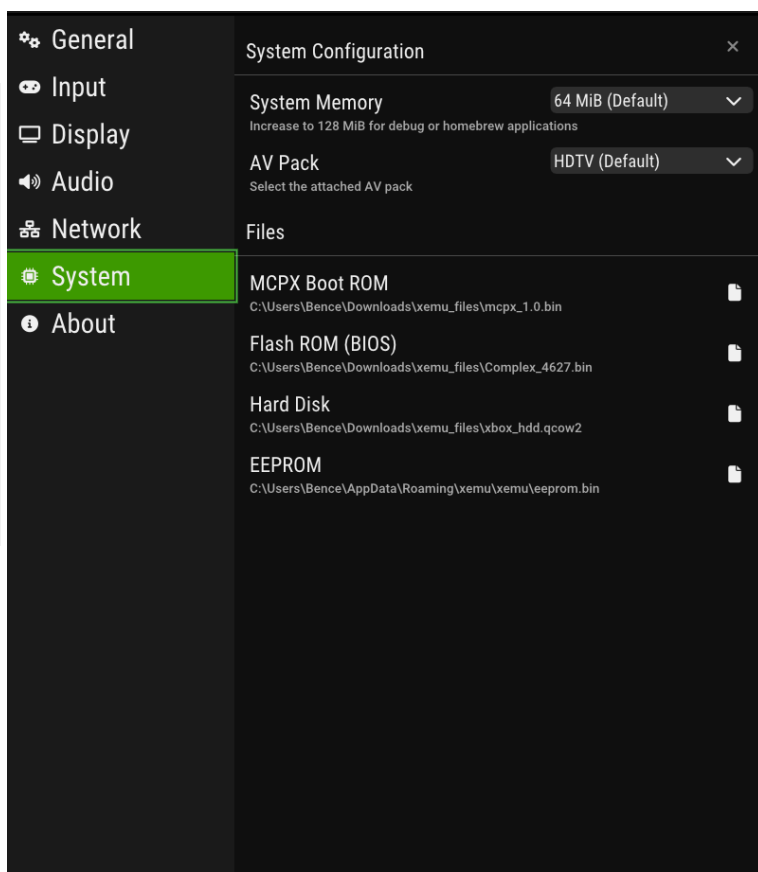 General
Input
Display
Audio
Network
System
About
System Configuration
System Memory
64 MiB (Default)
Increase to 128 MiB for debug or homebrew applications
AV Pack
HDTV (Default)
Select the attached AV pack
Files
MCPX Boot ROM
C:\Users\Bence\Downloads\xemu_files\mcpx_1.0.bin
Flash ROM (BIOS)
C:\Users\Bence\Downloads\xemu_files\Complex_4627.bin
Hard Disk
C:\Users\Bence\Downloads\xemu_files\xbox_hdd.qcow2
EEPROM
C:\Users\Bence\AppData\Roaming\xemu\xemu\eeprom.bin